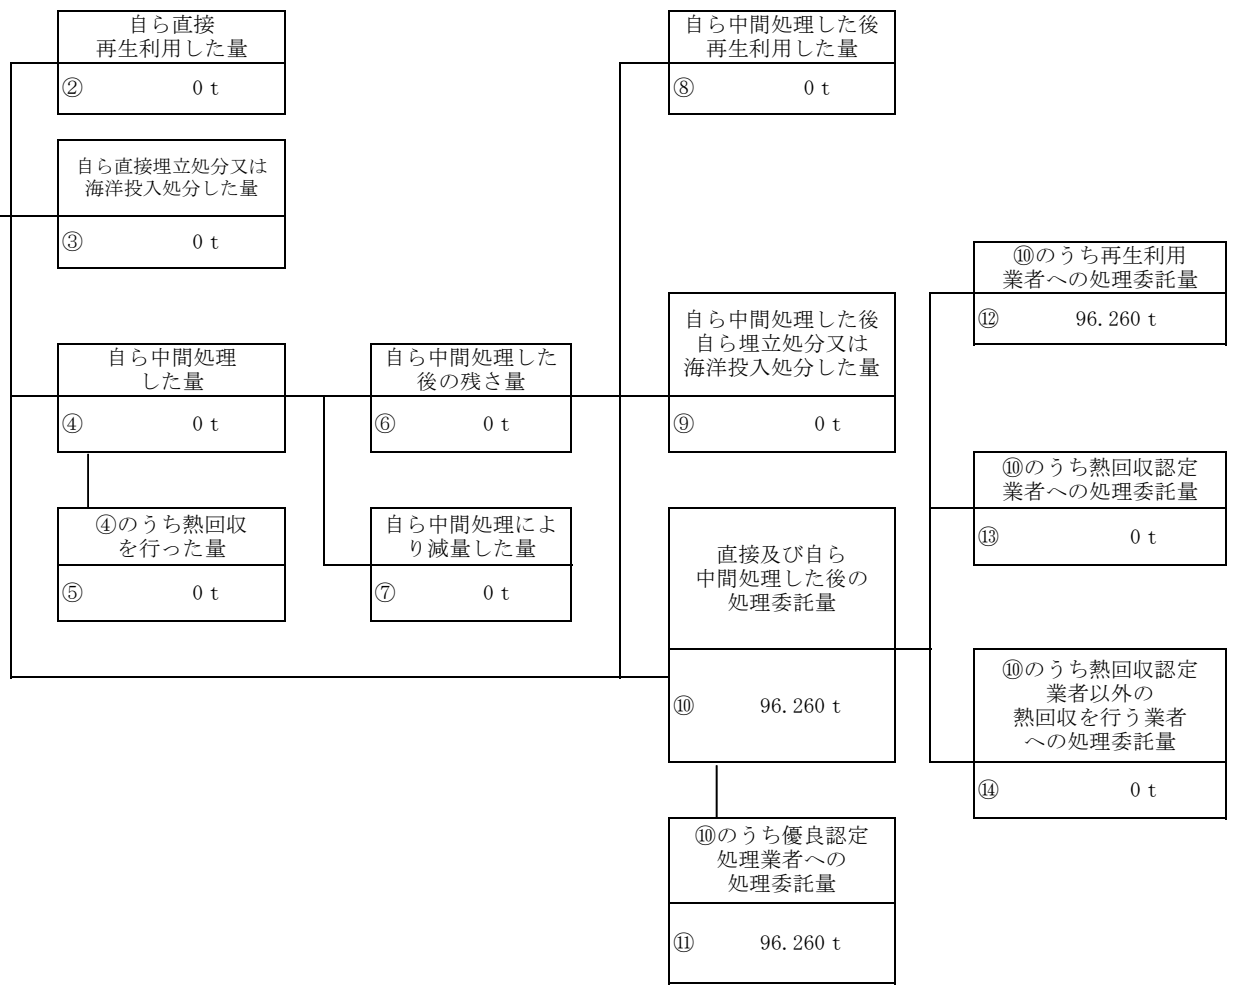 自ら直接
再生利用した量
② 0 t
自ら直接埋立処分又は
海洋投入処分した量
③ 0 t
自ら中間処理
した量
④ 0 t
④のうち熱回収
を行った量
⑤ 0 t
自ら中間処理した
後の残さ量
⑥ 0 t
自ら中間処理によ
り減量した量
⑦ 0 t
自ら中間処理した後
再生利用した量
⑧ 0 t
自ら中間処理した後
自ら埋立処分又は
海洋投入処分した量
⑨ 0 t
直接及び自ら
中間処理した後の
処理委託量
⑩ 96.260 t
⑩のうち優良認定
処理業者への
処理委託量
⑪ 96.260 t
⑩のうち再生利用
業者への処理委託量
⑫ 96.260 t
⑩のうち熱回収認定
業者への処理委託量
⑬ 0 t
⑩のうち熱回収認定
業者以外の
熱回収を行う業者
への処理委託量
⑭ 0 t